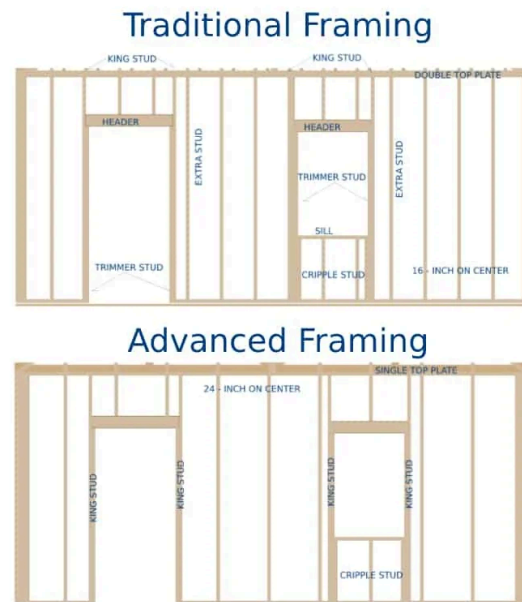 Traditional Framing
KING STUD
KING STUD
DOUBLE TOP PLATE
HEADER
HEADER
EXTRA STUD
EXTRA STUD
TRIMMER STUD
SILL
TRIMMER STUD
CRIPPLE STUD
16 - INCH ON CENTER
Advanced Framing
SINGLE TOP PLATE
24 - INCH ON CENTER
KING STUD
KING STUD
KING STUD
KING STUD
CRIPPLE STUD